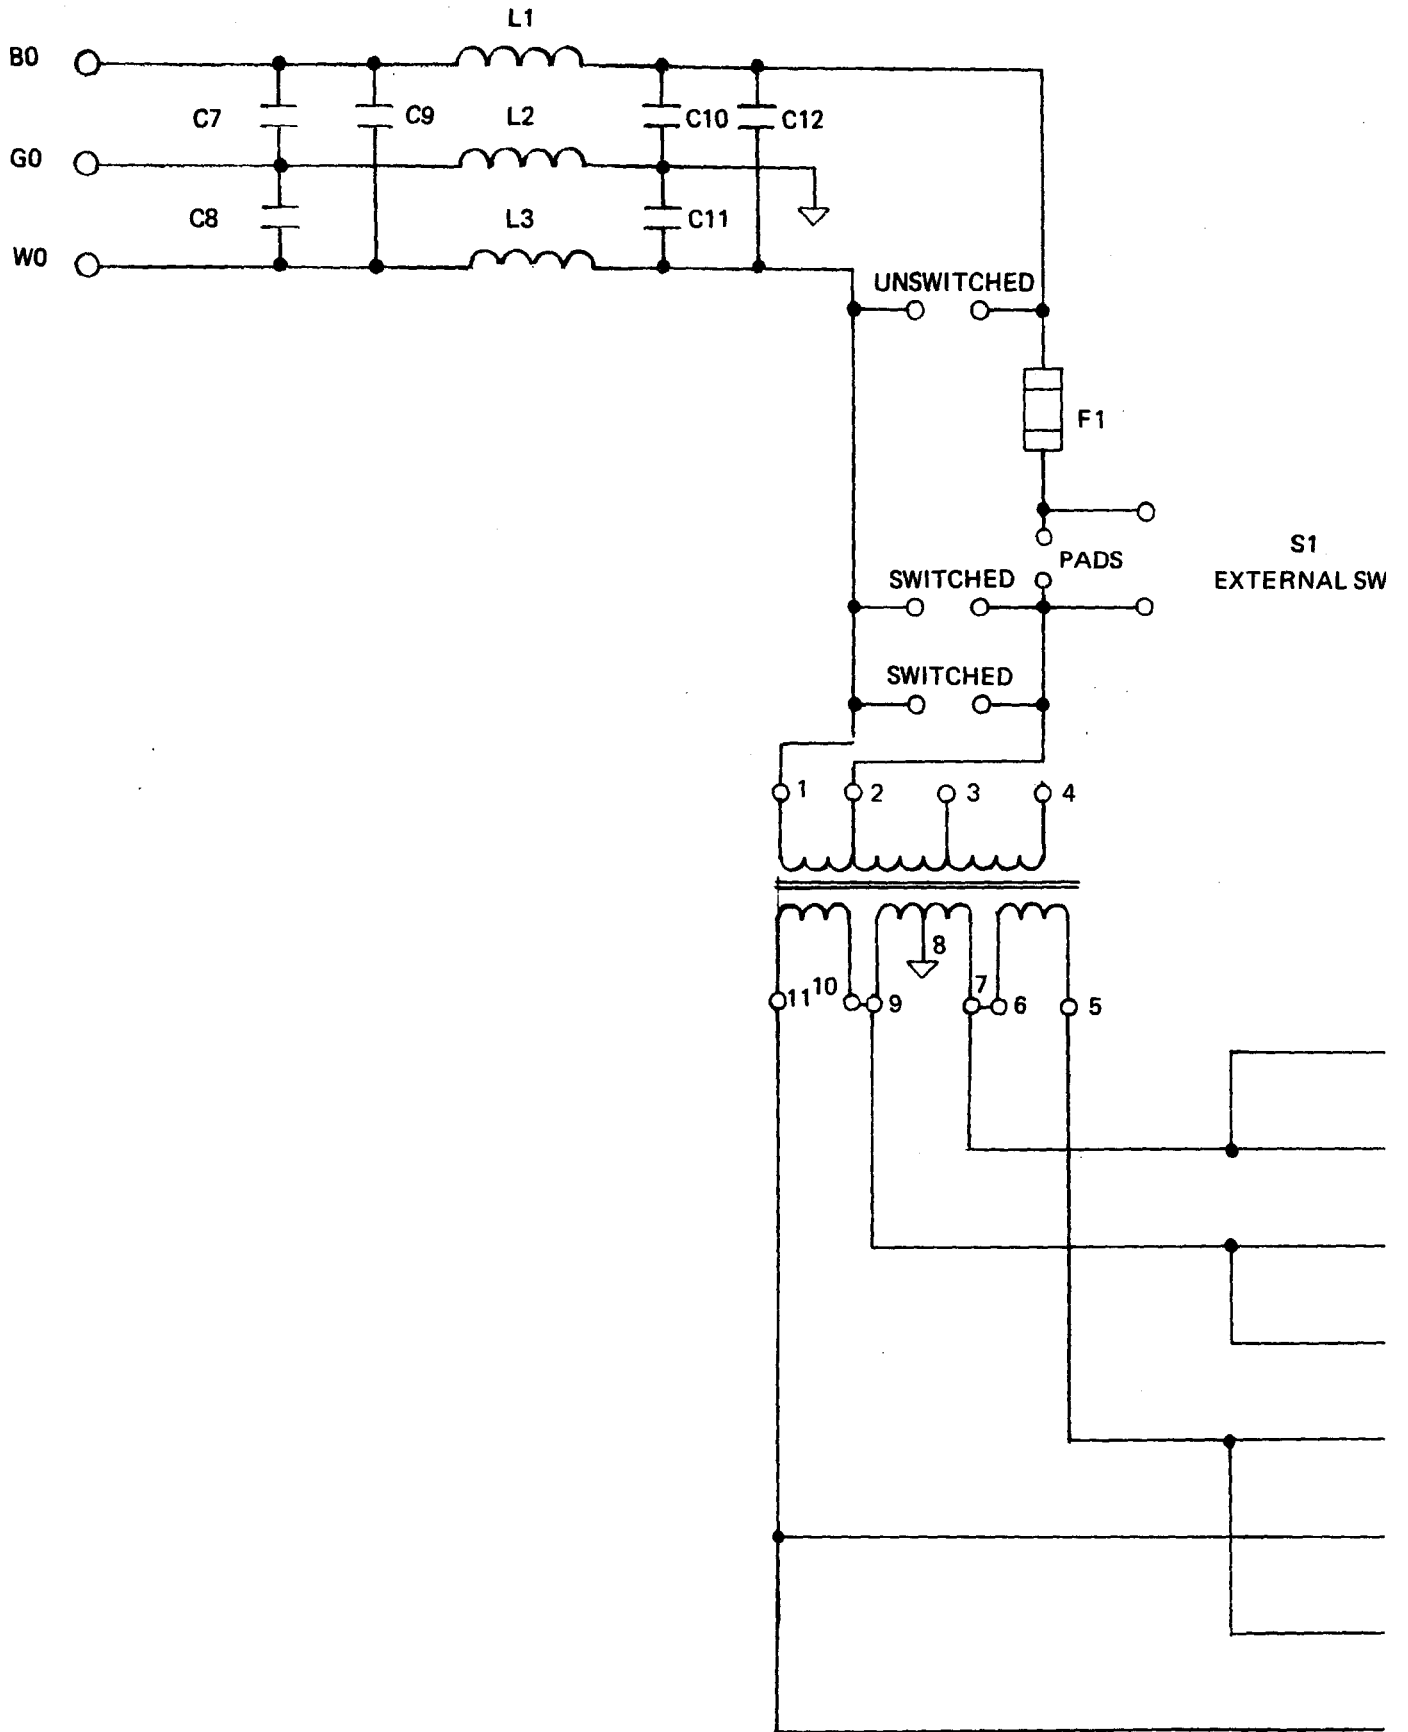 L1
B0
C7
C9
L2
C10
C12
G0
C8
L3
C11
W0
UNSWITCHED
F1
S1
PADS
SWITCHED
EXTERNAL SW
SWITCHED
1
2
3
4
8
11
10
9
7
6
5